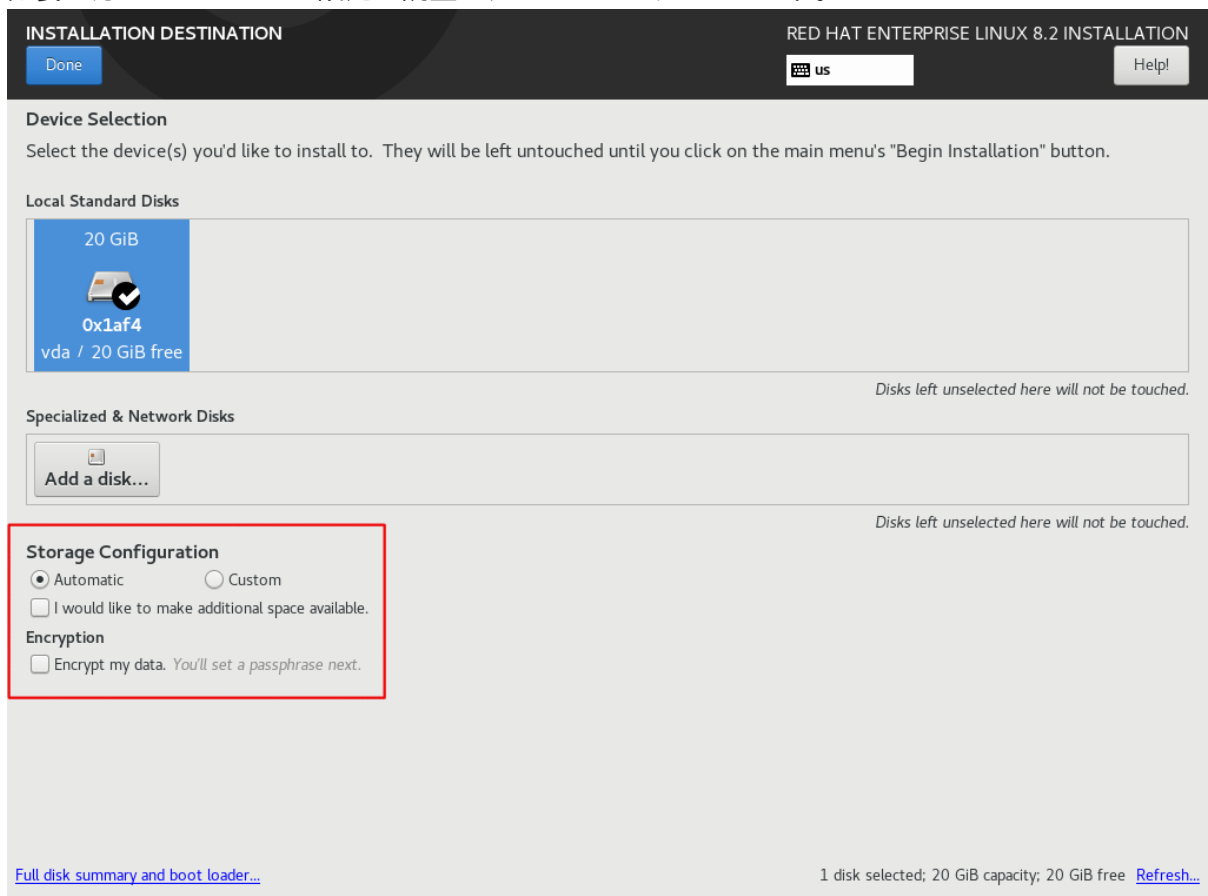 INSTALLATION DESTINATION
RED HAT ENTERPRISE LINUX 8.2 INSTALLATION
Done
us
Help!
Device Selection
Select the device(s) you'd like to install to. They will be left untouched until you click on the main menu's "Begin Installation" button.
Local Standard Disks
20 GiB
0x1af4
vda / 20 GiB free
Disks left unselected here will not be touched.
Specialized & Network Disks
Add a disk...
Disks left unselected here will not be touched.
Storage Configuration
Automatic
Custom
I would like to make additional space available.
Encryption
Encrypt my data. You'll set a passphrase next.
Full disk summary and boot loader...
1 disk selected; 20 GiB capacity; 20 GiB free Refresh...